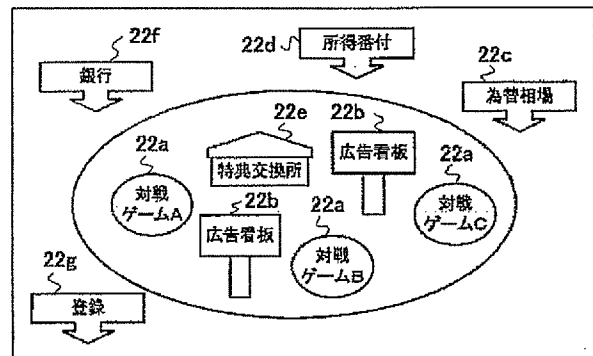 22f
銀行
22d
所得番付
22c
為替相場
22e
特典交換所
22b
広告看板
22a
対戦
ゲームA
22b
広告看板
22a
対戦
ゲームB
22a
対戦
ゲームC
22g
登録